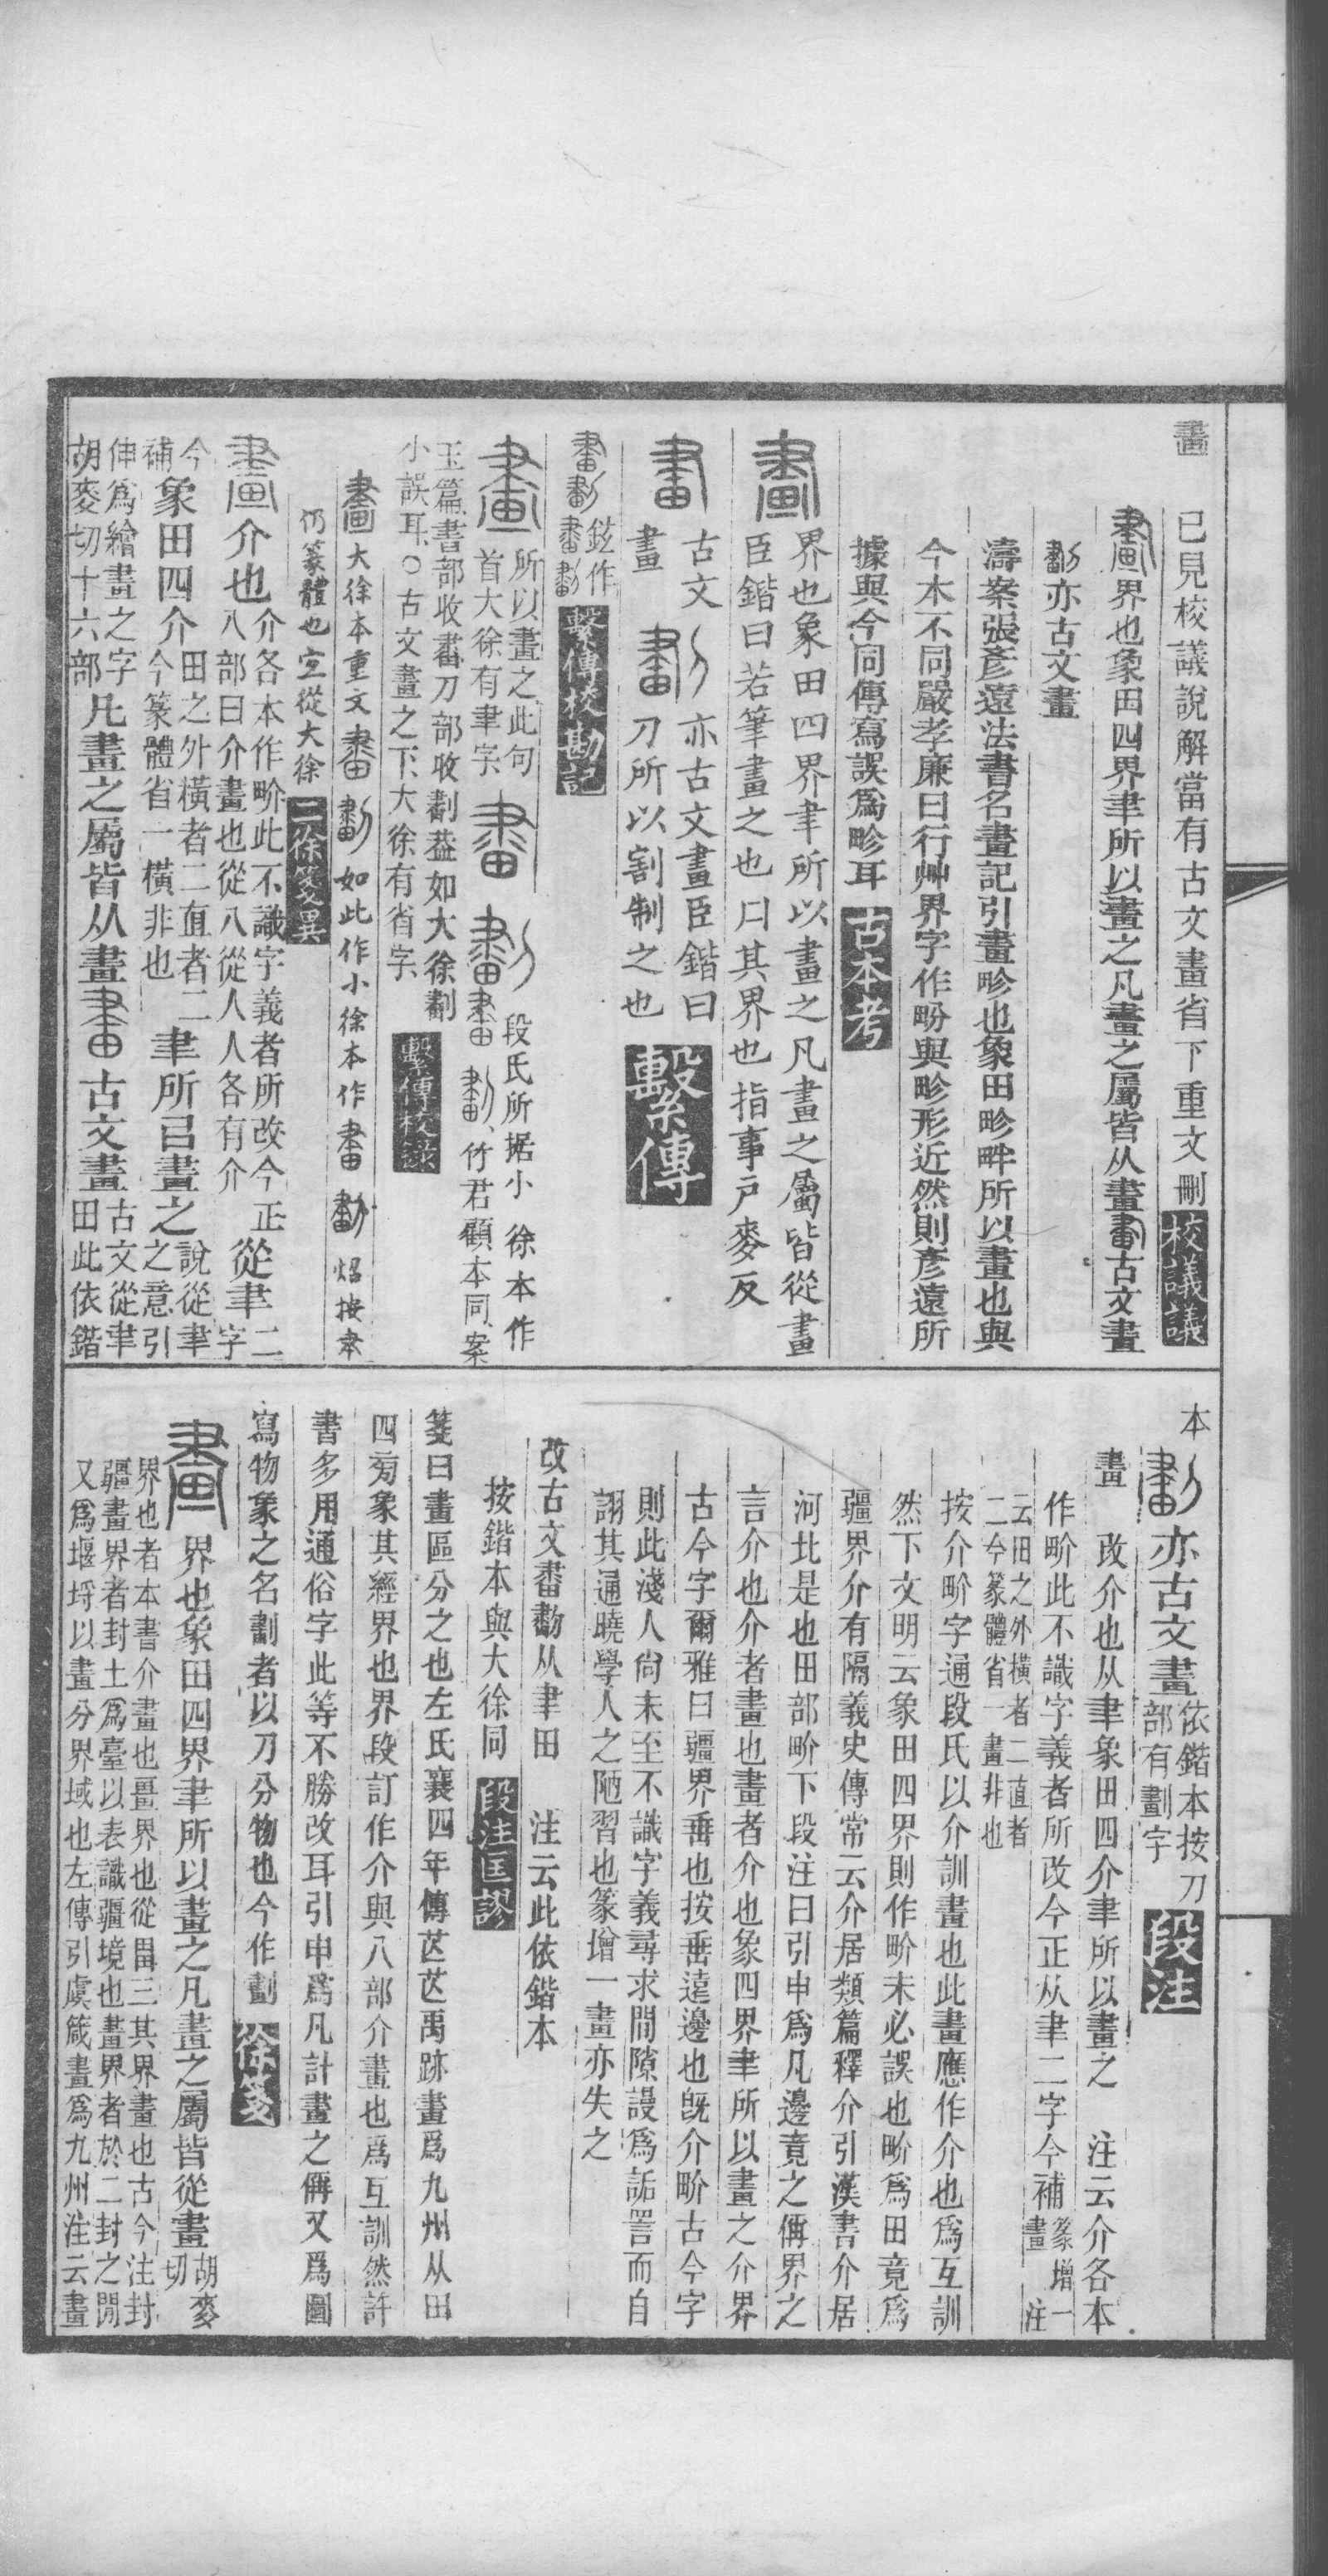 畵
已見校議說解當有古文畫省下重文刪 校議議
畫界也象田四界聿所以畫之凡畫之屬皆从畫畵古文畫
劃亦古文畫
濤案張彥遠法書名畫記引畫畛也象田畛畔所以畫也與
今本不同嚴孝廉曰行艸界字作畍與畛形近然則彥遠所
據與今同傳寫誤爲畛耳 古本考
畫 界也象田四界聿所以畫之凡畫之屬皆從畫
臣鍇曰若筆畫之也囗其界也指事戶麥反
畵 古文畫 劃 亦古文畫臣鍇曰
刀所以割制之也 繫傳
畵劃 鉉作畵劃 繫傳校勘記
畫 所以畫之此句首大徐有聿字 畵 劃 段氏所据小徐本作
畵 劃 竹君顧本同案
玉篇書部收畵刀部收劃葢如大徐劃
小誤耳○古文畫之下大徐有省字 繫傳校錄
畫大徐本重文畵劃如此作小徐本作畵劃炤按聿
仍篆體也宐從大徐 二徐箋異
畫介也 介各本作畍此不識字義者所改今正
八部曰介畫也從八從人人各有介 從聿 二字
今補 象田四介 田之外橫者二直者二
今篆體省一橫非也 聿所㠯畫之 說從聿之意引
伸爲繪畫之字胡麥切十六部 凡畫之屬皆从畫畵古文畫 古文從聿田此依鍇
本
劃亦古文畫 依鍇本按刀部有劃字 段注
畫 改介也从聿象田四介聿所以畫之 注云介各本
作畍此不識字義者所改今正从聿二字今補 篆增一畫 注
云田之外橫者二直者二今篆體省一畫非也
按介畍字通段氏以介訓畫也此畫應作介也爲互訓
然下文明云象田四界則作畍未必誤也畍爲田竟爲
疆界介有隔義史傳常云介居類篇釋介引漢書介居
河北是也田部畍下段注曰引申爲凡邊竟之偁界之
言介也介者畫也畫者介也象四界聿所以畫之介界
古今字爾雅曰疆界垂也按垂遠邊也旣介畍古今字
則此淺人尙未至不識字義尋求閒隙謾爲詬詈而自
詡其通曉學人之陋習也篆增一畫亦失之
改古文畵劃从聿田 注云此依鍇本
按鍇本與大徐同 段注匡謬
箋曰畫區分之也左氏襄四年傳芒芒禹跡畫爲九州从田
四㫄象其經界也界段訂作介與八部介畫也爲互訓然許
書多用通俗字此等不勝改耳引申爲凡計畫之偁又爲圖
寫物象之名劃者以刀分物也今作劃 徐箋
畫 界也象田四界聿所以畫之凡畫之屬皆從畫 胡麥切
界也者本書介畫也畺界也從畕三其界畫也古今注封
疆畫界者封土爲臺以表識疆境也畫界者於二封之閒
又爲堳埒以畫分界域也左傳引虞箴畫爲九州注云畫